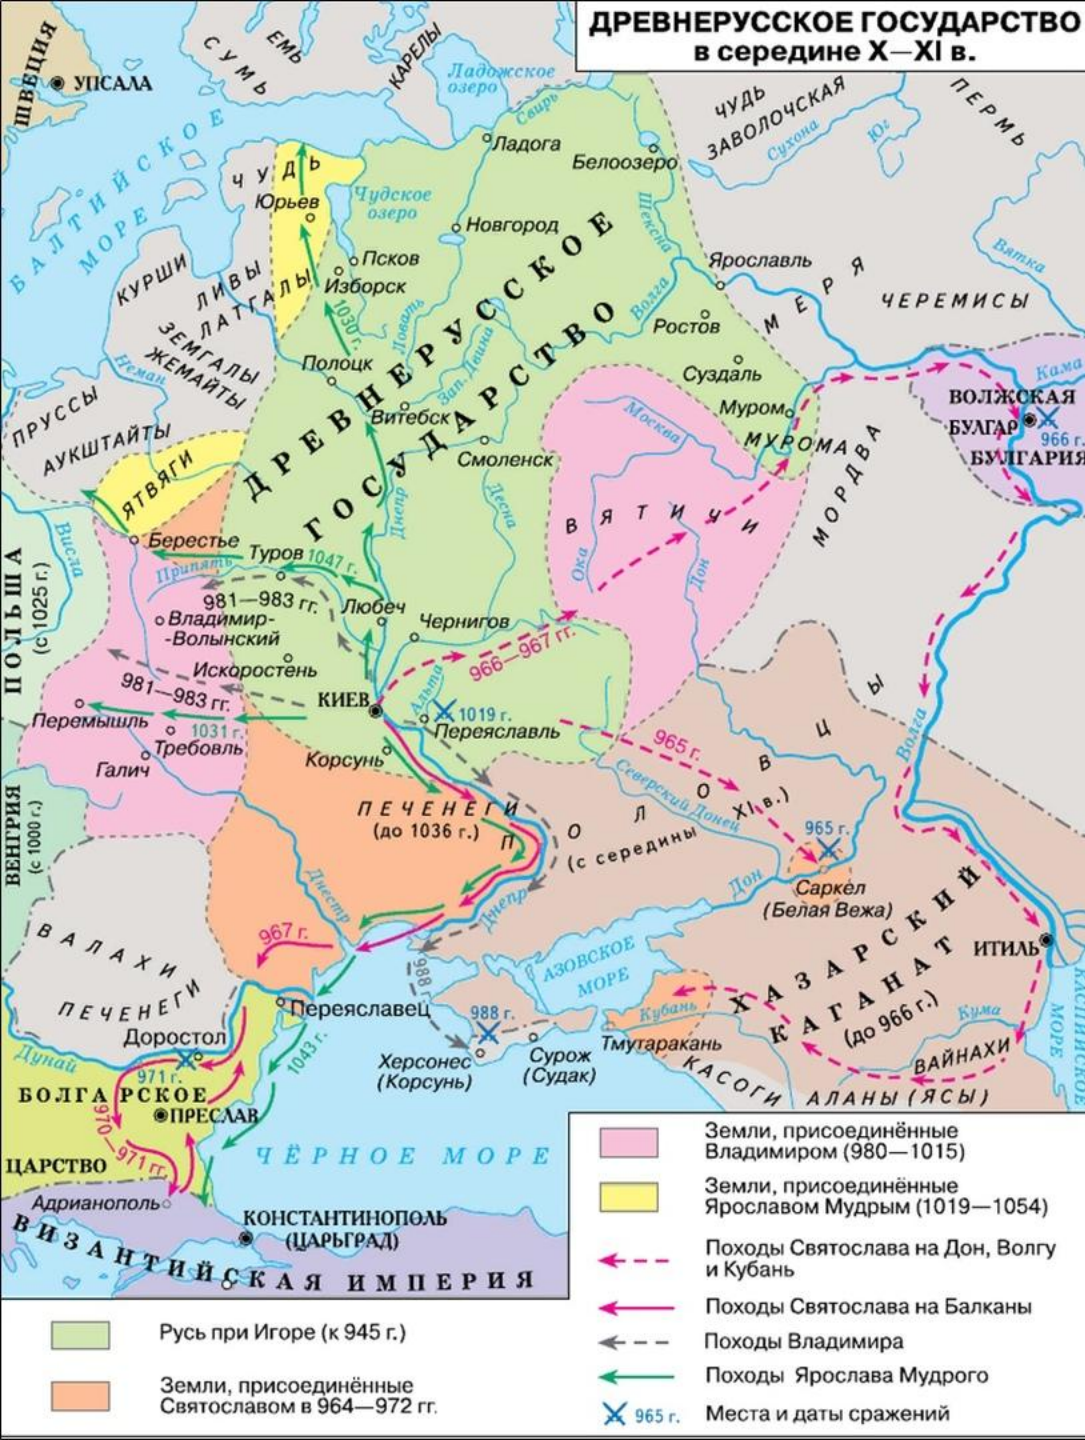 ДРЕВНЕРУССКОЕ ГОСУДАРСТВО
в середине X—XI в.
ШВЕЦИЯ
УПСАЛА
СУМЬ
ЕМЬ
КАРЕЛЫ
Ладожское
озеро
Свирь
ЧУДЬ
ЗАВОЛОЧСКАЯ
Сухона
Юг
ПЕРМЬ
Вятка
БАЛТИЙСКОЕ
МОРЕ
ЧУДЬ
Юрьев
Чудское
озеро
Ладога
Белоозеро
Шексна
Новгород
Псков
Изборск
1030 г.
КУРШИ
ЛИВЫ
ЛАТГАЛЫ
ЗЕМГАЛЫ
ЖЕМАЙТЫ
Неман
ПРУССЫ
АУКШТАЙТЫ
ЯТВЯГИ
Ловать
Зап. Двина
Полоцк
Витебск
Смоленск
ДРЕВНЕРУССКОЕ
ГОСУДАРСТВО
Волга
Ярославль
Ростов
Суздаль
Муром
МЕРЯ
ЧЕРЕМИСЫ
МУРОМА
МОРДВА
Москва
ВЯТИЧИ
Ока
Дон
Кама
ВОЛЖСКАЯ
БУЛГАР
БУЛГАРИЯ
966 г.
ПОЛЬША
(с 1025 г.)
Висла
Берестье
Туров
1047 г.
Припять
Днепр
Десна
981—983 гг.
Любеч
Чернигов
Владимир-
-Волынский
Искоростень
966—967 гг.
981—983 гг.
КИЕВ
Альта
1019 г.
Переяславль
Перемышль
1031 г.
Требовль
Галич
Корсунь
965 г.
Северский Донец
ПОЛОВЦЫ
(с середины XI в.)
ПЕЧЕНЕГИ
(до 1036 г.)
ВЕНГРИЯ
(с 1000 г.)
965 г.
Дон
Саркел
(Белая Вежа)
Волга
ИТИЛЬ
ХАЗАРСКИЙ
КАГАНАТ
(до 966 г.)
КАСПИЙСКОЕ
МОРЕ
Днестр
Днепр
967 г.
988
АЗОВСКОЕ
МОРЕ
Кубань
Кума
Тмутаракань
КАСОГИ
ВАЙНАХИ
АЛАНЫ (ЯСЫ)
988 г.
Херсонес
(Корсунь)
Сурож
(Судак)
ВАЛАХИ
ПЕЧЕНЕГИ
Переяславец
Доростол
Дунай
971 г.
1043 г.
БОЛГАРСКОЕ
ПРЕСЛАВ
970—971 гг.
ЦАРСТВО
Адрианополь
ЧЁРНОЕ МОРЕ
КОНСТАНТИНОПОЛЬ
(ЦАРЬГРАД)
ВИЗАНТИЙСКАЯ ИМПЕРИЯ
Русь при Игоре (к 945 г.)
Земли, присоединённые
Святославом в 964—972 гг.
Земли, присоединённые
Владимиром (980—1015)
Земли, присоединённые
Ярославом Мудрым (1019—1054)
Походы Святослава на Дон, Волгу
и Кубань
Походы Святослава на Балканы
Походы Владимира
Походы Ярослава Мудрого
965 г.
Места и даты сражений